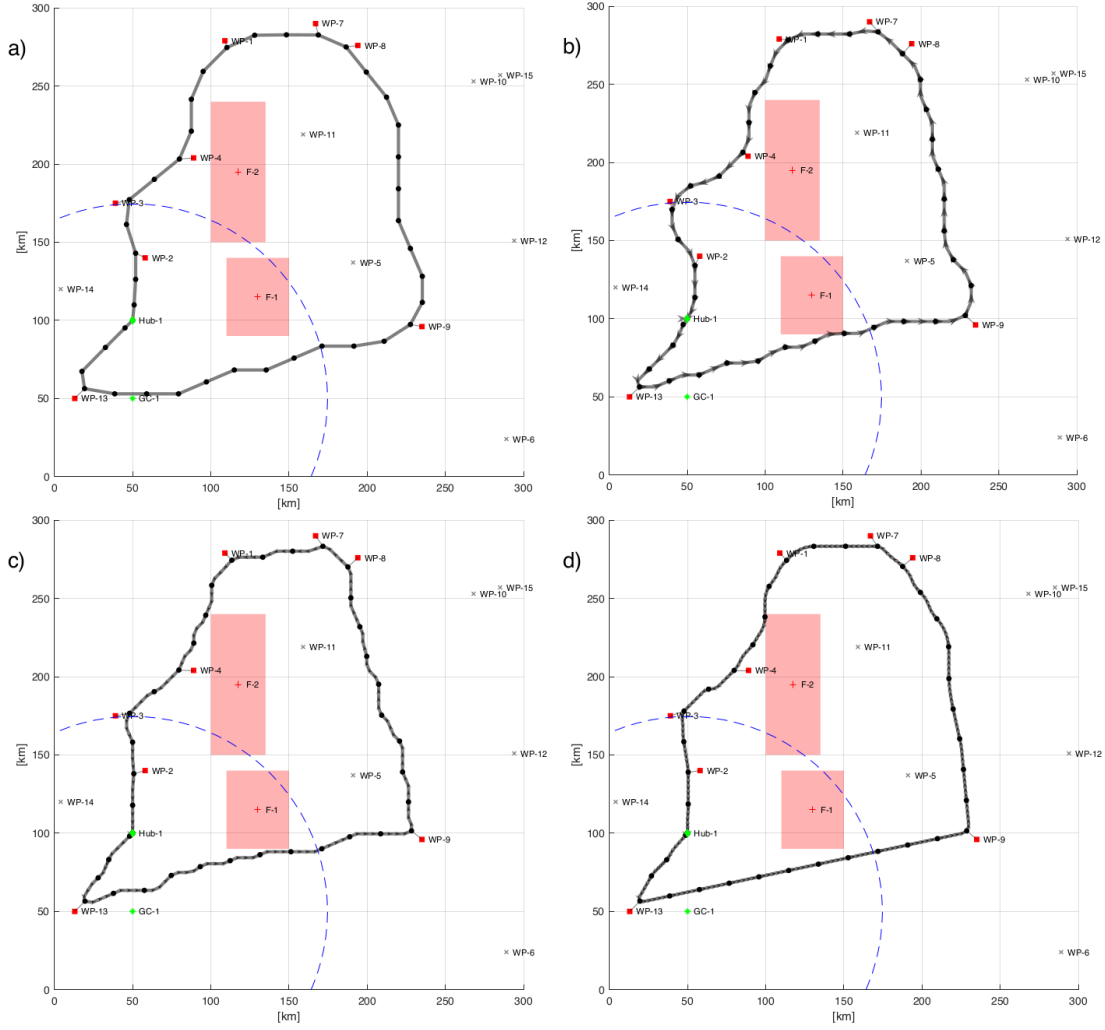 a)
300
250
200
150
100
50
0
[km]
WP-1
WP-7
WP-8
WP-15
WP-10
WP-11
WP-4
F-2
WP-3
WP-12
WP-2
WP-5
WP-14
F-1
Hub-1
WP-9
WP-13
GC-1
WP-6
0 50 100 150 200 250 300
[km]
b)
300
250
200
150
100
50
0
[km]
WP-1
WP-7
WP-8
WP-15
WP-10
WP-11
WP-4
F-2
WP-3
WP-12
WP-2
WP-5
WP-14
F-1
Hub-1
WP-9
WP-13
GC-1
WP-6
0 50 100 150 200 250 300
[km]
c)
300
250
200
150
100
50
0
[km]
WP-1
WP-7
WP-8
WP-15
WP-10
WP-11
WP-4
F-2
WP-3
WP-12
WP-2
WP-5
WP-14
F-1
Hub-1
WP-9
WP-13
GC-1
WP-6
0 50 100 150 200 250 300
[km]
d)
300
250
200
150
100
50
0
[km]
WP-1
WP-7
WP-8
WP-15
WP-10
WP-11
WP-4
F-2
WP-3
WP-12
WP-2
WP-5
WP-14
F-1
Hub-1
WP-9
WP-13
GC-1
WP-6
0 50 100 150 200 250 300
[km]